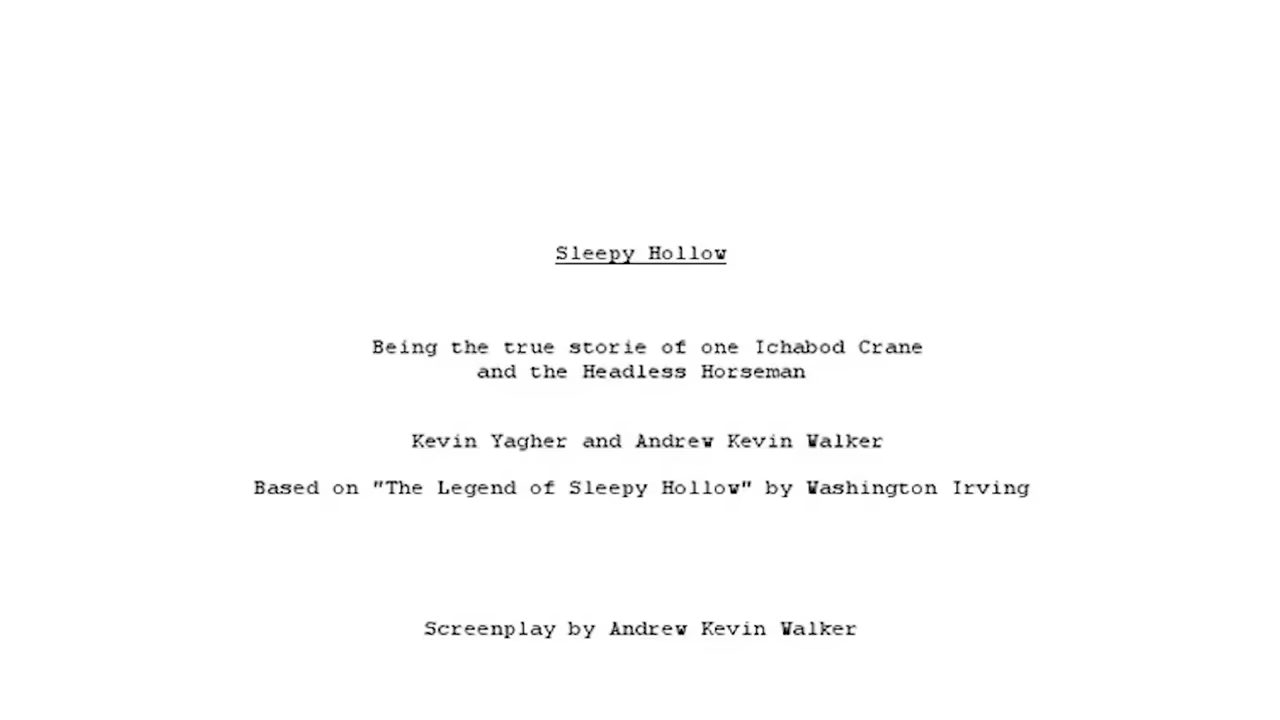 Sleepy Hollow
Being the true storie of one Ichabod Crane
and the Headless Horseman
Kevin Yagher and Andrew Kevin Walker
Based on "The Legend of Sleepy Hollow" by Washington Irving
Screenplay by Andrew Kevin Walker